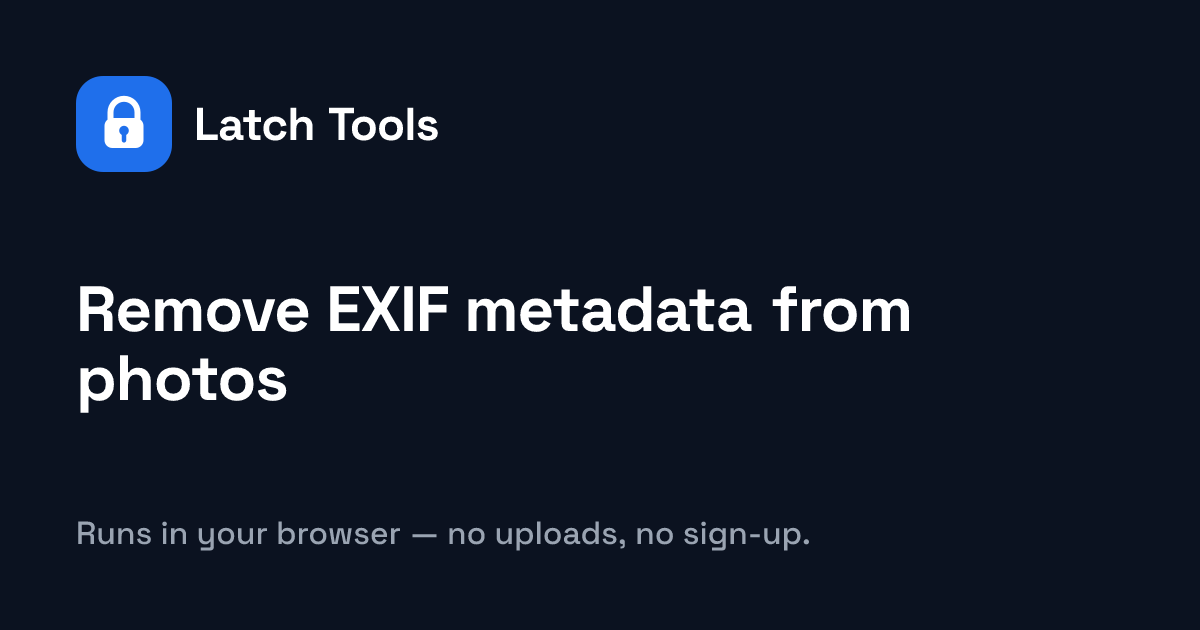 Latch Tools
Remove EXIF metadata from
photos
Runs in your browser — no uploads, no sign-up.